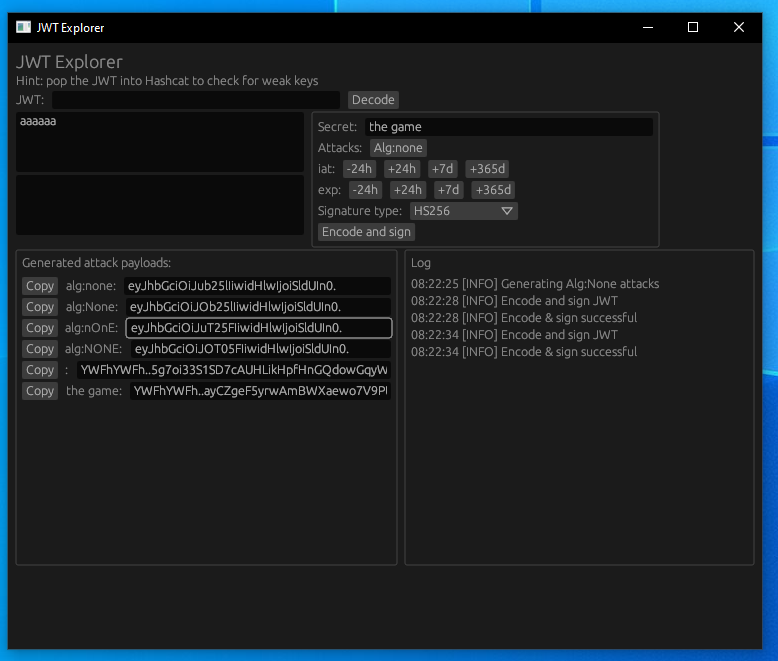 JWT Explorer
JWT Explorer
Hint: pop the JWT into Hashcat to check for weak keys
JWT: Decode
aaaaaa
Secret: the game
Attacks: Alg:none
iat: -24h +24h +7d +365d
exp: -24h +24h +7d +365d
Signature type: HS256
Encode and sign
Generated attack payloads:
Copy alg:none: eyJhbGciOiJub25lIiwidHlwIjoiSldUIn0.
Copy alg:None: eyJhbGciOiJOb25lIiwidHlwIjoiSldUIn0.
Copy alg:nOnE: eyJhbGciOiJuT25FIiwidHlwIjoiSldUIn0.
Copy alg:NONE: eyJhbGciOiJOT05FIiwidHlwIjoiSldUIn0.
Copy : YWFhYWFh..5g7oi33S1SD7cAUHLikHpfHnGQdowGqyW
Copy the game: YWFhYWFh..ayCZgeF5yrwAmBWXaewo7V9P
Log
08:22:25 [INFO] Generating Alg:None attacks
08:22:28 [INFO] Encode and sign JWT
08:22:28 [INFO] Encode & sign successful
08:22:34 [INFO] Encode and sign JWT
08:22:34 [INFO] Encode & sign successful